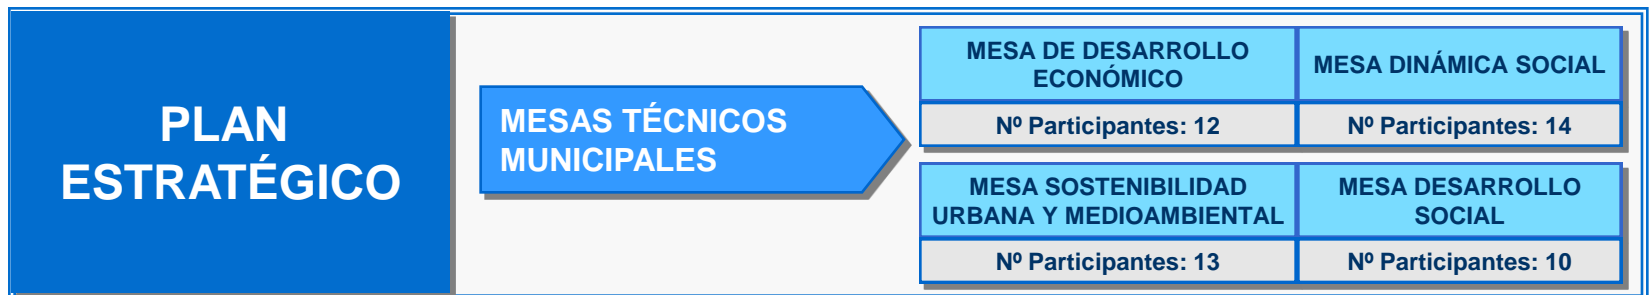 PLAN
ESTRATÉGICO
MESAS TÉCNICOS
MUNICIPALES
MESA DE DESARROLLO
ECONÓMICO
MESA DINÁMICA SOCIAL
Nº Participantes: 12
Nº Participantes: 14
MESA SOSTENIBILIDAD
URBANA Y MEDIOAMBIENTAL
MESA DESARROLLO
SOCIAL
Nº Participantes: 13
Nº Participantes: 10